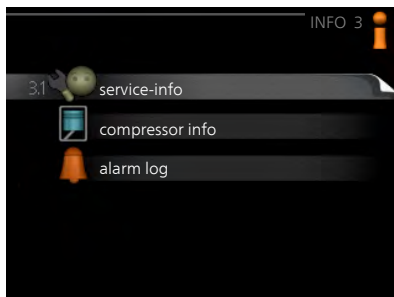 INFO 3
3.1 service-info
compressor info
alarm log